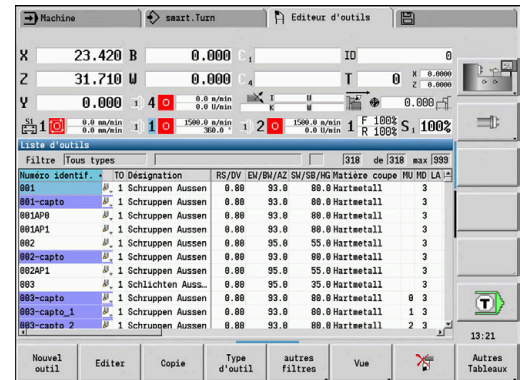 Machine smart.Turn Editeur d'outils
X 23.420 B 0.000 C 1 ID 0
Z 31.710 W 0.000 C 4 T 0 X 0.0000 Z 0.0000
Y 0.000 1) 4 0 0.0 m/min 0.0 U/min I U K W 0.000
S1 1 0.0 mm/min 0.0 U/min 1) 1 0 1500.0 m/min 360.0 ° 1) 2 0 1500.0 m/min 0.0 U/min 1 F 100% R 100% S1 100%
Liste d'outils
Filtre Tous types 318 de 318 max 999
Numéro identif. TO Désignation RS/DV EW/BW/AZ SW/SB/HG Matière coupe MU MD LA
001 1 Schruppen Aussen 0.80 93.0 80.0 Hartmetall 3
001-capto 1 Schruppen Aussen 0.80 93.0 80.0 Hartmetall 3
001AP0 1 Schruppen Aussen 0.80 93.0 80.0 Hartmetall 3
001AP1 1 Schruppen Aussen 0.80 93.0 80.0 Hartmetall 3
002 1 Schruppen Aussen 0.80 95.0 55.0 Hartmetall 3
002-capto 1 Schruppen Aussen 0.80 93.0 80.0 Hartmetall 3
002AP1 1 Schruppen Aussen 0.80 95.0 55.0 Hartmetall 3
003 1 Schlichten Auss... 0.80 95.0 35.0 Hartmetall 3
003-capto 1 Schruppen Aussen 0.80 93.0 80.0 Hartmetall 0 3
003-capto_1 1 Schruppen Aussen 0.80 93.0 80.0 Hartmetall 1 3
003-capto_2 1 Schruppen Aussen 0.80 93.0 80.0 Hartmetall 2 3
13:21
Nouvel outil
Editer
Copie
Type d'outil
autres filtres
Vue
Autres Tableaux